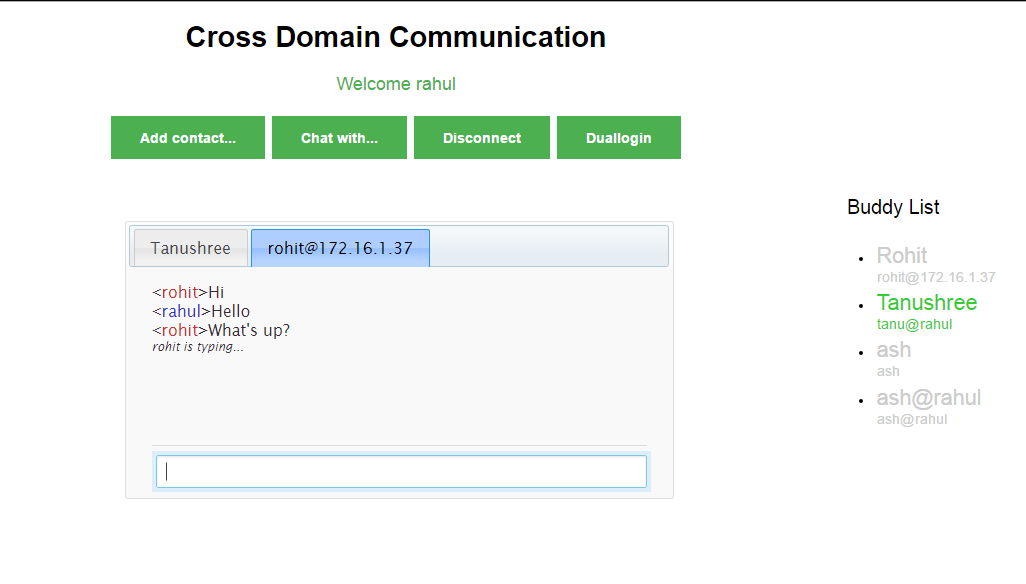 Cross Domain Communication
Welcome rahul
Add contact... Chat with... Disconnect Duallogin
Tanushree rohit@172.16.1.37
<rohit>Hi
<rahul>Hello
<rohit>What's up?
rohit is typing...
Buddy List
Rohit
rohit@172.16.1.37
Tanushree
tanu@rahul
ash
ash
ash@rahul
ash@rahul